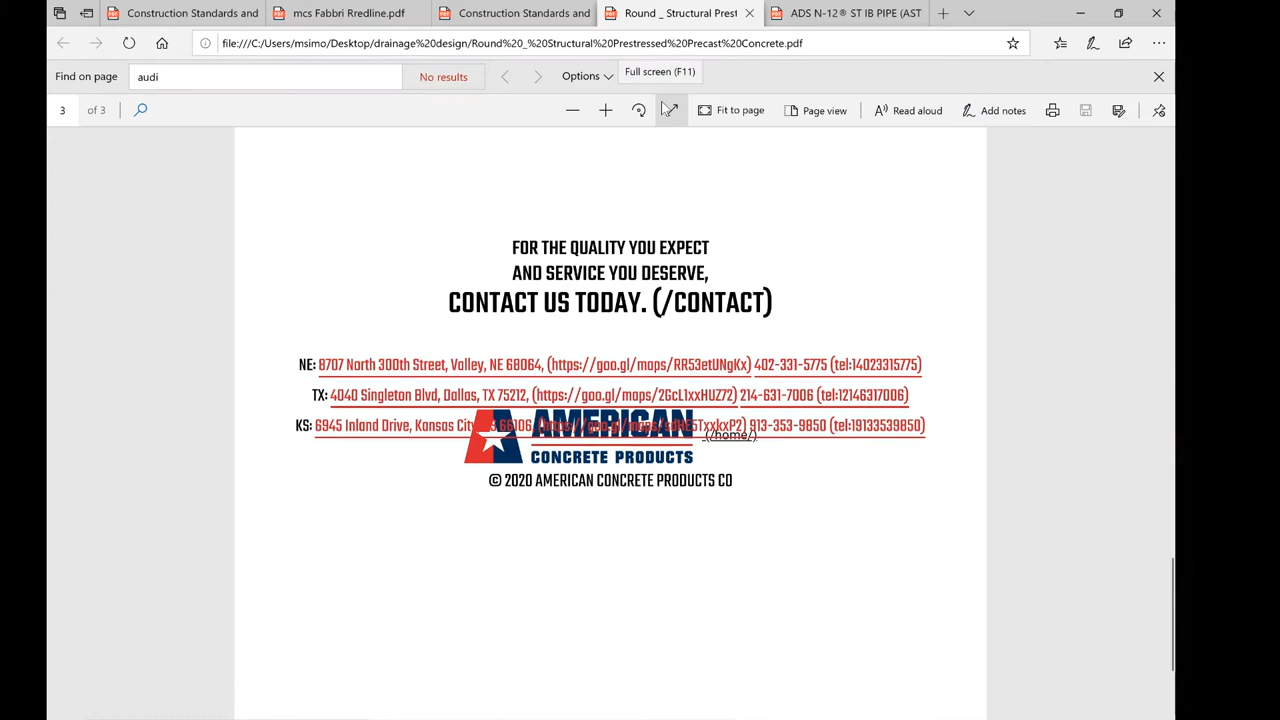 Construction Standards and
mcs Fabbri Rredline.pdf
Construction Standards and
Round _ Structural Prest
ADS N-12® ST IB PIPE (AST
file:///C:/Users/msimo/Desktop/drainage%20design/Round%20_%20Structural%20Prestressed%20Precast%20Concrete.pdf
Find on page
audi
No results
Options
Full screen (F11)
3 of 3
Fit to page
Page view
Read aloud
Add notes
FOR THE QUALITY YOU EXPECT
AND SERVICE YOU DESERVE,
CONTACT US TODAY. (/CONTACT)
NE: 8707 North 300th Street, Valley, NE 68064, (https://goo.gl/maps/RR53etUNgKx) 402-331-5775 (tel:14023315775)
TX: 4040 Singleton Blvd, Dallas, TX 75212, (https://goo.gl/maps/2GcL1xxHUZ72) 214-631-7006 (tel:12146317006)
KS: 6945 Inland Drive, Kansas City 66106, 913-353-9850 (tel:19133539850)
AMERICAN
(/home/)
CONCRETE PRODUCTS
© 2020 AMERICAN CONCRETE PRODUCTS CO